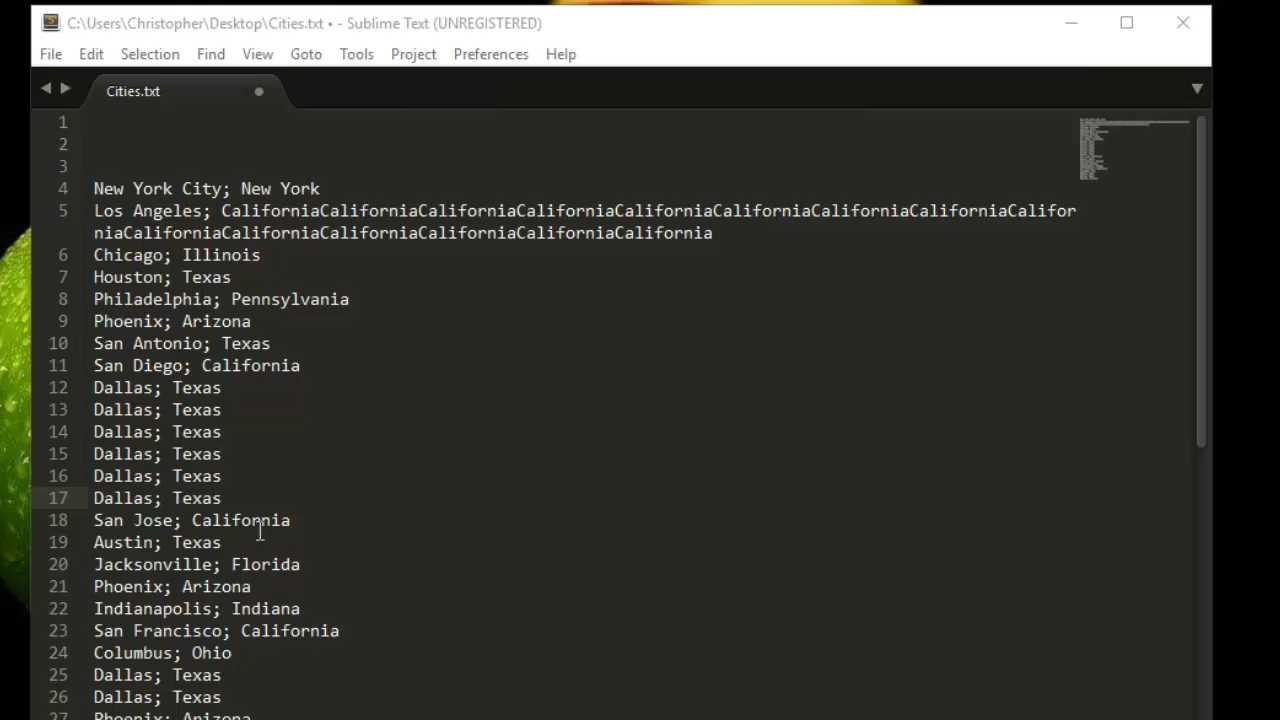 C:\Users\Christopher\Desktop\Cities.txt • - Sublime Text (UNREGISTERED)
File Edit Selection Find View Goto Tools Project Preferences Help
Cities.txt
1
2
3
4 New York City; New York
5 Los Angeles; CaliforniaCaliforniaCaliforniaCaliforniaCaliforniaCaliforniaCaliforniaCaliforniaCalifor
niaCaliforniaCaliforniaCaliforniaCaliforniaCaliforniaCalifornia
6 Chicago; Illinois
7 Houston; Texas
8 Philadelphia; Pennsylvania
9 Phoenix; Arizona
10 San Antonio; Texas
11 San Diego; California
12 Dallas; Texas
13 Dallas; Texas
14 Dallas; Texas
15 Dallas; Texas
16 Dallas; Texas
17 Dallas; Texas
18 San Jose; California
19 Austin; Texas
20 Jacksonville; Florida
21 Phoenix; Arizona
22 Indianapolis; Indiana
23 San Francisco; California
24 Columbus; Ohio
25 Dallas; Texas
26 Dallas; Texas
27 Phoenix; Arizona